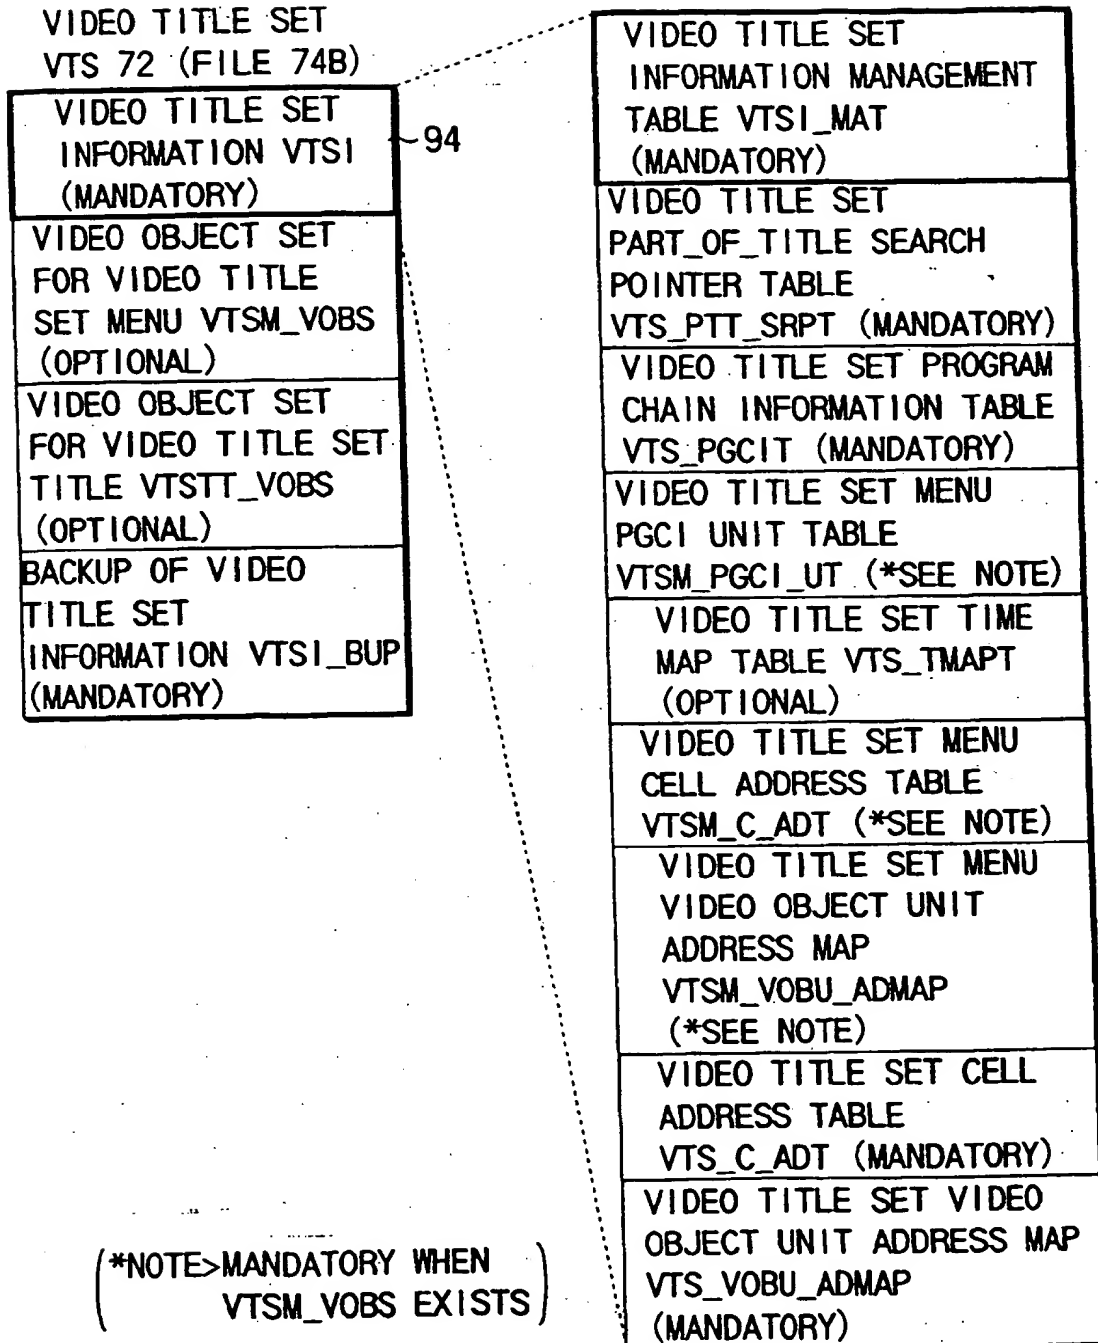 VIDEO TITLE SET
VTS 72 (FILE 74B)
VIDEO TITLE SET
INFORMATION VTSI
(MANDATORY)
94
VIDEO OBJECT SET
FOR VIDEO TITLE
SET MENU VTSM_VOBS
(OPTIONAL)
VIDEO OBJECT SET
FOR VIDEO TITLE SET
TITLE VTSTT_VOBS
(OPTIONAL)
BACKUP OF VIDEO
TITLE SET
INFORMATION VTSI_BUP
(MANDATORY)
VIDEO TITLE SET
INFORMATION MANAGEMENT
TABLE VTSI_MAT
(MANDATORY)
VIDEO TITLE SET
PART_OF_TITLE SEARCH
POINTER TABLE
VTS_PTT_SRPT (MANDATORY)
VIDEO TITLE SET PROGRAM
CHAIN INFORMATION TABLE
VTS_PGCIT (MANDATORY)
VIDEO TITLE SET MENU
PGCI UNIT TABLE
VTSM_PGCI_UT (*SEE NOTE)
VIDEO TITLE SET TIME
MAP TABLE VTS_TMAPT
(OPTIONAL)
VIDEO TITLE SET MENU
CELL ADDRESS TABLE
VTSM_C_ADT (*SEE NOTE)
VIDEO TITLE SET MENU
VIDEO OBJECT UNIT
ADDRESS MAP
VTSM_VOBU_ADMAP
(*SEE NOTE)
VIDEO TITLE SET CELL
ADDRESS TABLE
VTS_C_ADT (MANDATORY)
VIDEO TITLE SET VIDEO
OBJECT UNIT ADDRESS MAP
VTS_VOBU_ADMAP
(MANDATORY)
(*NOTE>MANDATORY WHEN
VTSM_VOBS EXISTS)